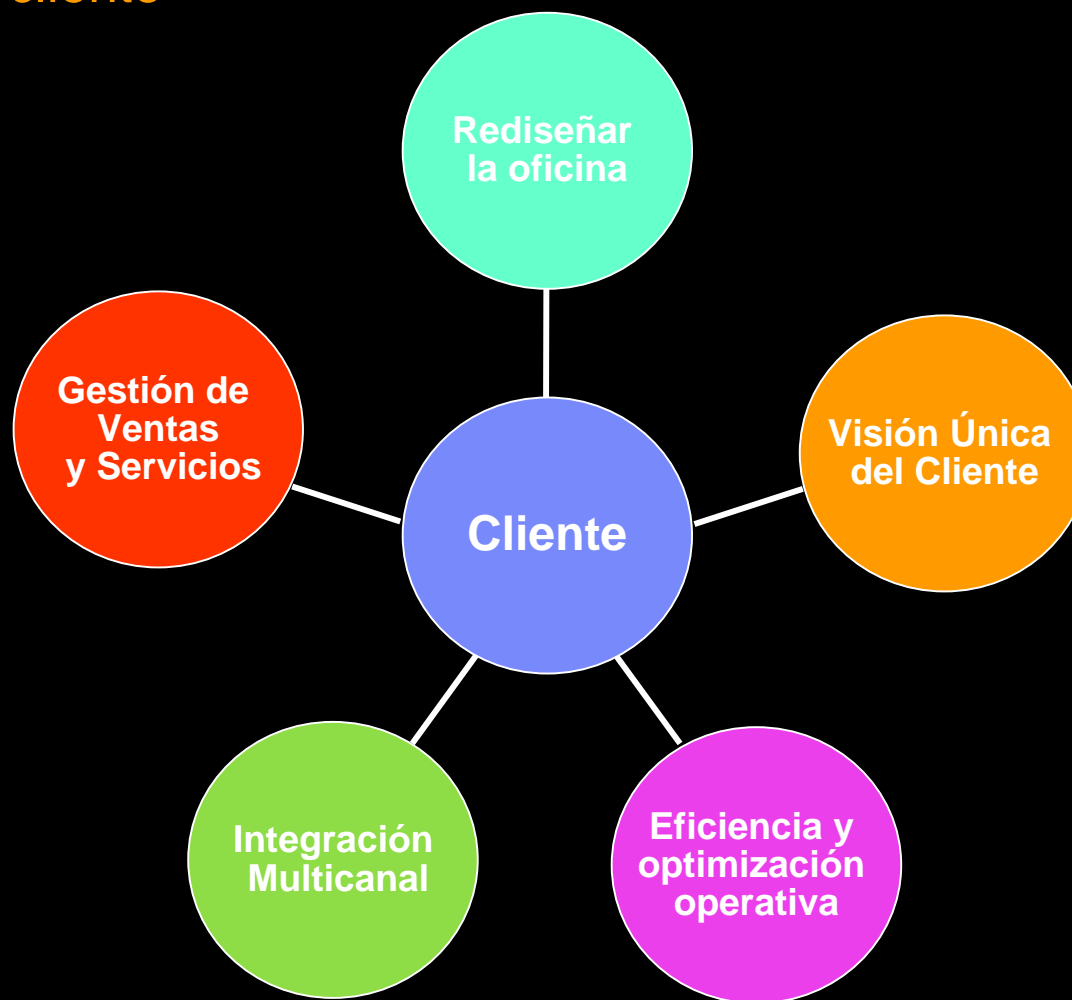 Rediseñar
la oficina
Gestión de
Ventas
y Servicios
Visión Única
del Cliente
Cliente
Integración
Multicanal
Eficiencia y
optimización
operativa